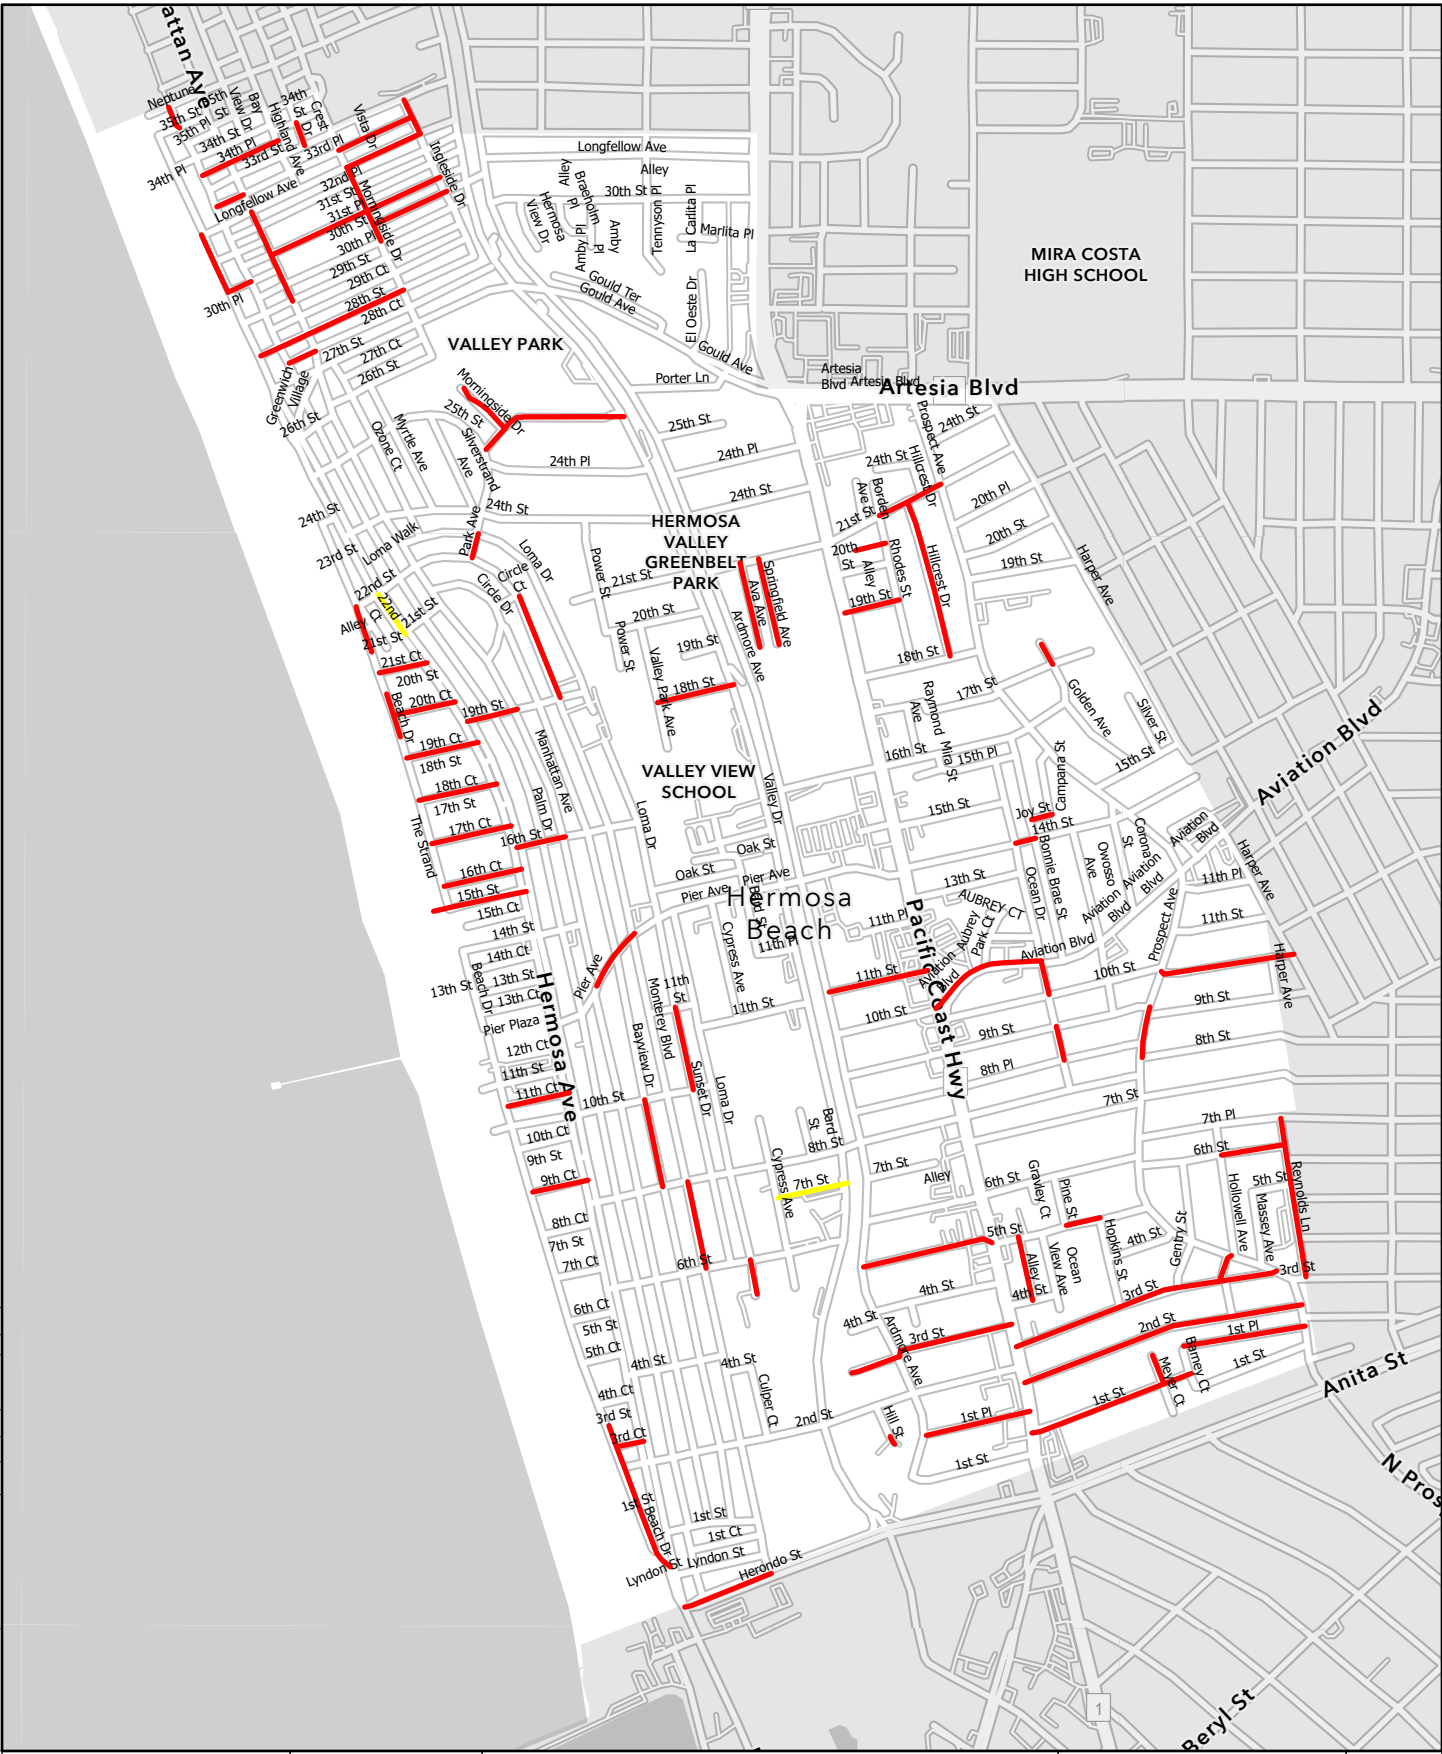 attan Ave
Neptune
35th St
35th
St
35th Pl
View Dr
Bay
34th
St
Crest
Dr
Highland Ave
34th St
34th Pl
33rd St
33rd Pl
Vista Dr
34th Pl
Longfellow Ave
32nd Pl
31st St
31st Pl
30th St
30th Pl
Morningside Dr
Ingleside Dr
29th St
29th Ct
28th St
28th Ct
30th Pl
27th St
27th Ct
26th St
Greenwich
Village
26th St
Longfellow Ave
Alley
Alley
30th St
Braeholm
Pl
Hermosa
View Dr
Amby Pl
Amby
Pl
Tennyson Pl
La Carlita Pl
Marlita Pl
Gould Ter
Gould Ave
El Oeste Dr
Gould Ave
MIRA COSTA
HIGH SCHOOL
VALLEY PARK
Porter Ln
Artesia
Blvd
Artesia Blvd
Artesia Blvd
Morningside Dr
25th St
Silverstrand
Ave
Myrtle Ave
Ozone Ct
25th St
24th Pl
24th Pl
24th St
24th St
Prospect Ave
24th St
24th St
Hillcrest Dr
Borden
Ave
21st St
20th Pl
20th St
19th St
24th St
23rd St
Loma Walk
22nd St
Park Ave
Loma Dr
Circle
Ct
Circle Dr
HERMOSA
VALLEY
GREENBELT
PARK
Power St
21st St
20th St
19th St
Power St
Valley Park Ave
18th St
Ava Ave
Springfield Ave
Ardmore Ave
20th
St
Alley
Rhodes St
19th St
Hillcrest Dr
18th St
Harper Ave
Alley
22nd
Ct
21st St
21st St
21st Ct
20th St
20th Ct
Beach Dr
19th St
19th Ct
18th St
18th Ct
17th St
17th Ct
16th St
16th Ct
15th St
15th Ct
The Strand
Manhattan Ave
Palm Dr
Loma Dr
VALLEY VIEW
SCHOOL
Valley Dr
Raymond
Ave
17th St
Golden Ave
Silver St
16th St
Mira St
15th Pl
15th St
15th St
Campana St
Joy St
14th St
Aviation Blvd
Oak St
Oak St
Pier Ave
Pier Ave
Bard St
Hermosa
Beach
11th Pl
Cypress Ave
13th St
AUBREY CT
11th Pl
Aubrey
Park Ct
Ocean Dr
Bonnie Brae St
Owosso
Ave
Corona
St
Aviation
Blvd
Aviation
Blvd
Aviation
Blvd
11th Pl
11th St
Harper Ave
Prospect Ave
Harper Ave
14th St
14th Ct
13th St
13th St
13th Ct
Beach Dr
Pier Plaza
12th Ct
11th St
11th Ct
Pier Ave
Hermosa Ave
11th
St
Monterey Blvd
Bayview Dr
Sunset Dr
Loma Dr
11th St
11th St
Pacific Coast Hwy
Aviation
Blvd
Aviation Blvd
10th St
10th St
9th St
9th St
8th Pl
8th St
7th St
10th St
10th Ct
9th St
9th Ct
8th Ct
7th St
7th Ct
6th St
6th Ct
5th St
5th Ct
4th St
4th Ct
3rd St
3rd Ct
Bard
St
8th St
Cypress Ave
7th St
7th St
Alley
6th St
Gravley Ct
Pine St
5th St
Alley
4th St
Ocean
View Ave
Hopkins St
4th St
Gentry St
7th Pl
6th St
Hollowell Ave
5th St
Massey Ave
Reynolds Ln
3rd St
3rd St
2nd St
1st Pl
Barney Ct
1st St
Meyer Ct
1st St
4th St
4th St
3rd St
Ardmore Ave
4th St
Culper Ct
2nd St
Hill St
1st Pl
1st St
Anita St
N Pros
1st St
Beach Dr
1st St
1st Ct
Lyndon St
Lyndon St
Herondo St
1
Beryl St